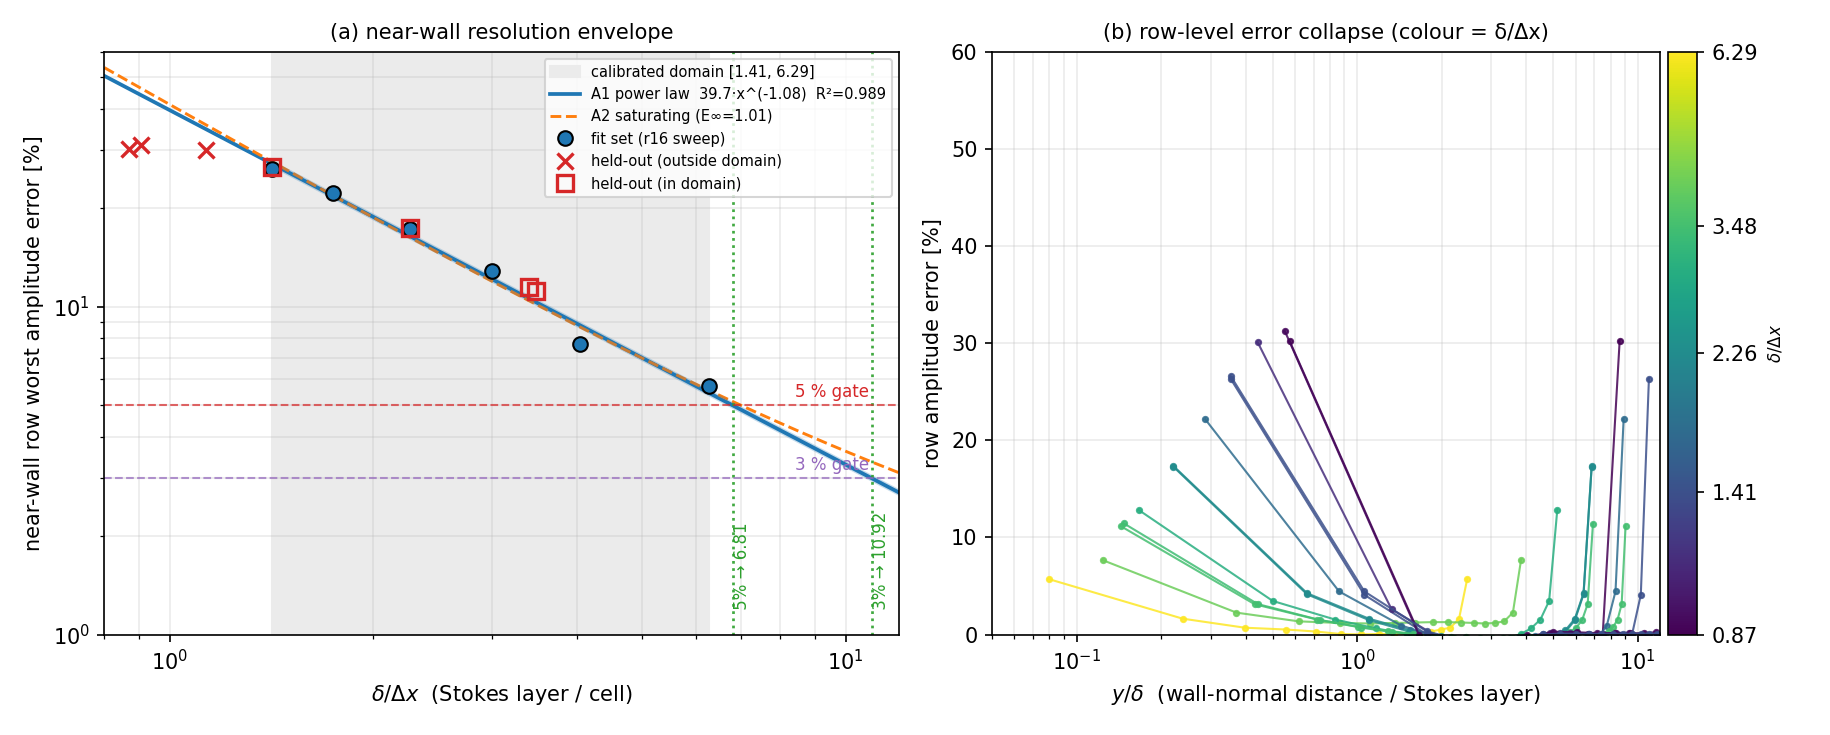 (a) near-wall resolution envelope
near-wall row worst amplitude error [%]
10¹
10⁰
calibrated domain [1.41, 6.29]
A1 power law 39.7·x^(-1.08) R²=0.989
A2 saturating (E∞=1.01)
fit set (r16 sweep)
held-out (outside domain)
held-out (in domain)
5 % gate
3 % gate
5% → 6.81
3% → 10.92
10⁰
10¹
δ/Δx (Stokes layer / cell)
(b) row-level error collapse (colour = δ/Δx)
row amplitude error [%]
60
50
40
30
20
10
0
10⁻¹
10⁰
10¹
y/δ (wall-normal distance / Stokes layer)
6.29
3.48
2.26
1.41
0.87
δ/Δx